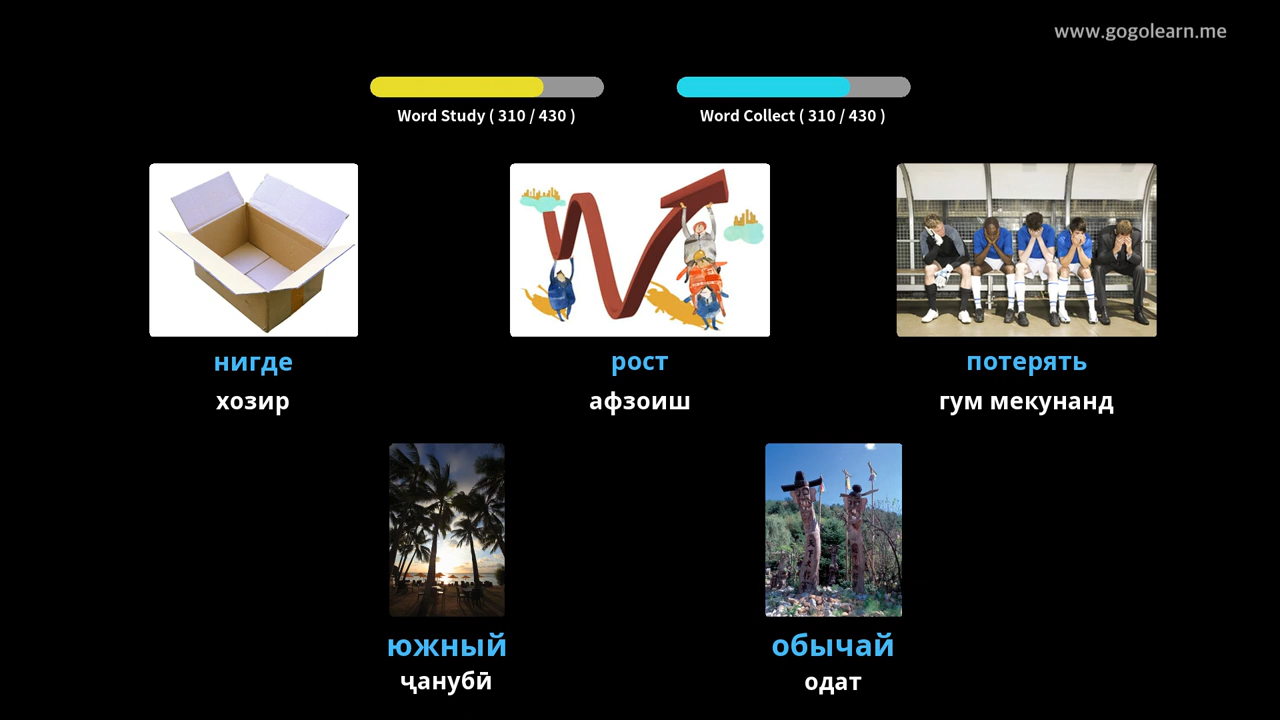 www.gogolearn.me
Word Study ( 310 / 430 )
Word Collect ( 310 / 430 )
нигде
рост
потерять
хозир
афзоиш
гум мекунанд
южный
обычай
ҷанубӣ
одат